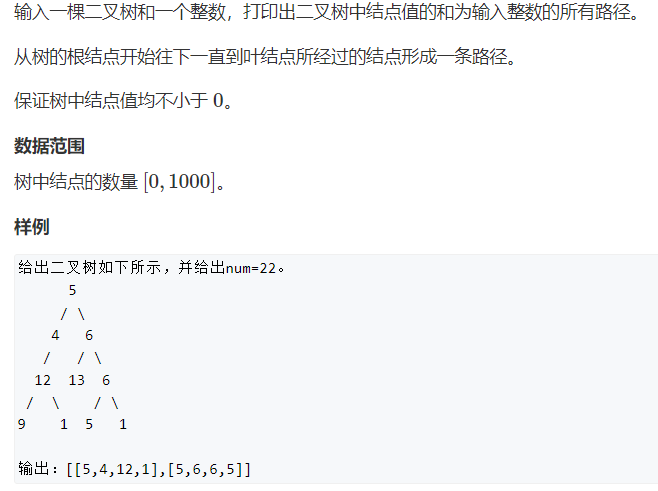 输入一棵二叉树和一个整数，打印出二叉树中结点值的和为输入整数的所有路径。
从树的根结点开始往下一直到叶结点所经过的结点形成一条路径。
保证树中结点值均不小于 0。
数据范围
树中结点的数量 [0, 1000]。
样例
给出二叉树如下所示，并给出num=22。
      5
     / \
    4   6
   /   / \
  12  13  6
 /  \    / \
9    1  5   1
输出：[[5,4,12,1],[5,6,6,5]]